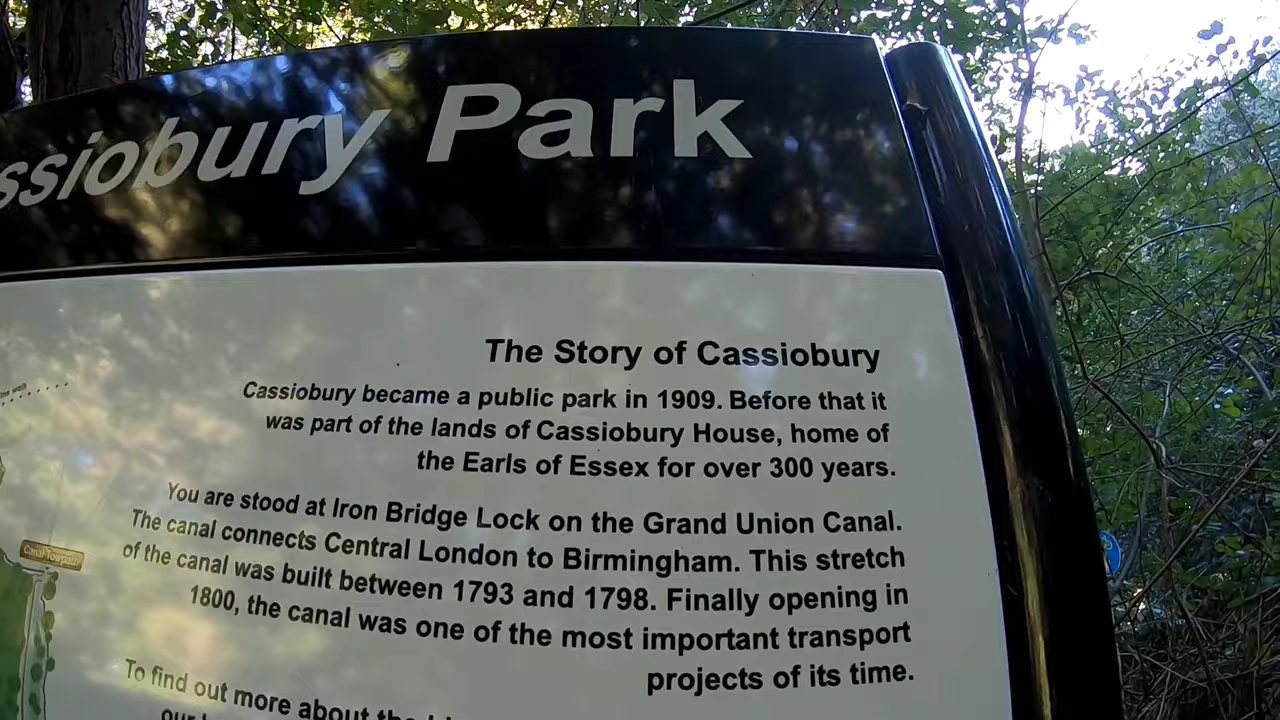 ssiobury Park
The Story of Cassiobury
Cassiobury became a public park in 1909. Before that it
was part of the lands of Cassiobury House, home of
the Earls of Essex for over 300 years.
You are stood at Iron Bridge Lock on the Grand Union Canal.
The canal connects Central London to Birmingham. This stretch
of the canal was built between 1793 and 1798. Finally opening in
1800, the canal was one of the most important transport
projects of its time.
Canal Towpath
To find out more about the
our